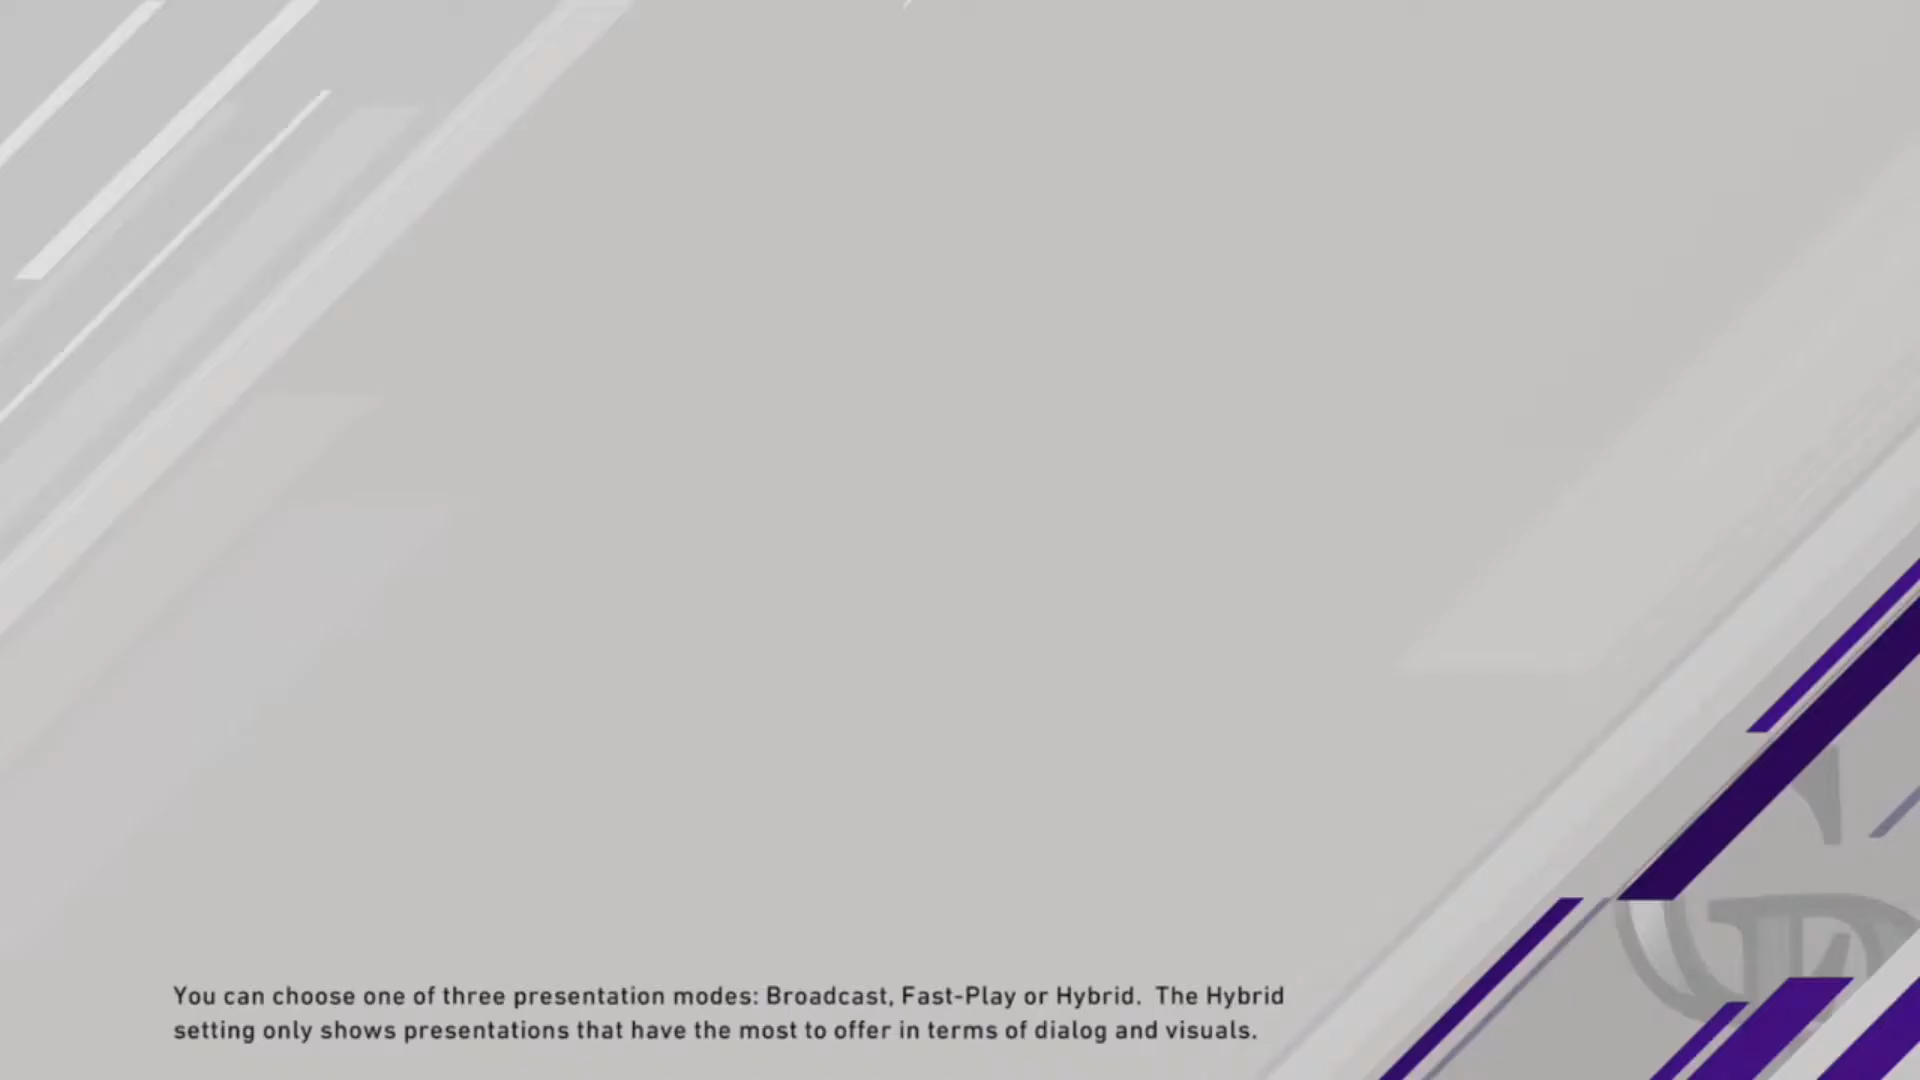 You can choose one of three presentation modes: Broadcast, Fast-Play or Hybrid.  The Hybrid
setting only shows presentations that have the most to offer in terms of dialog and visuals.